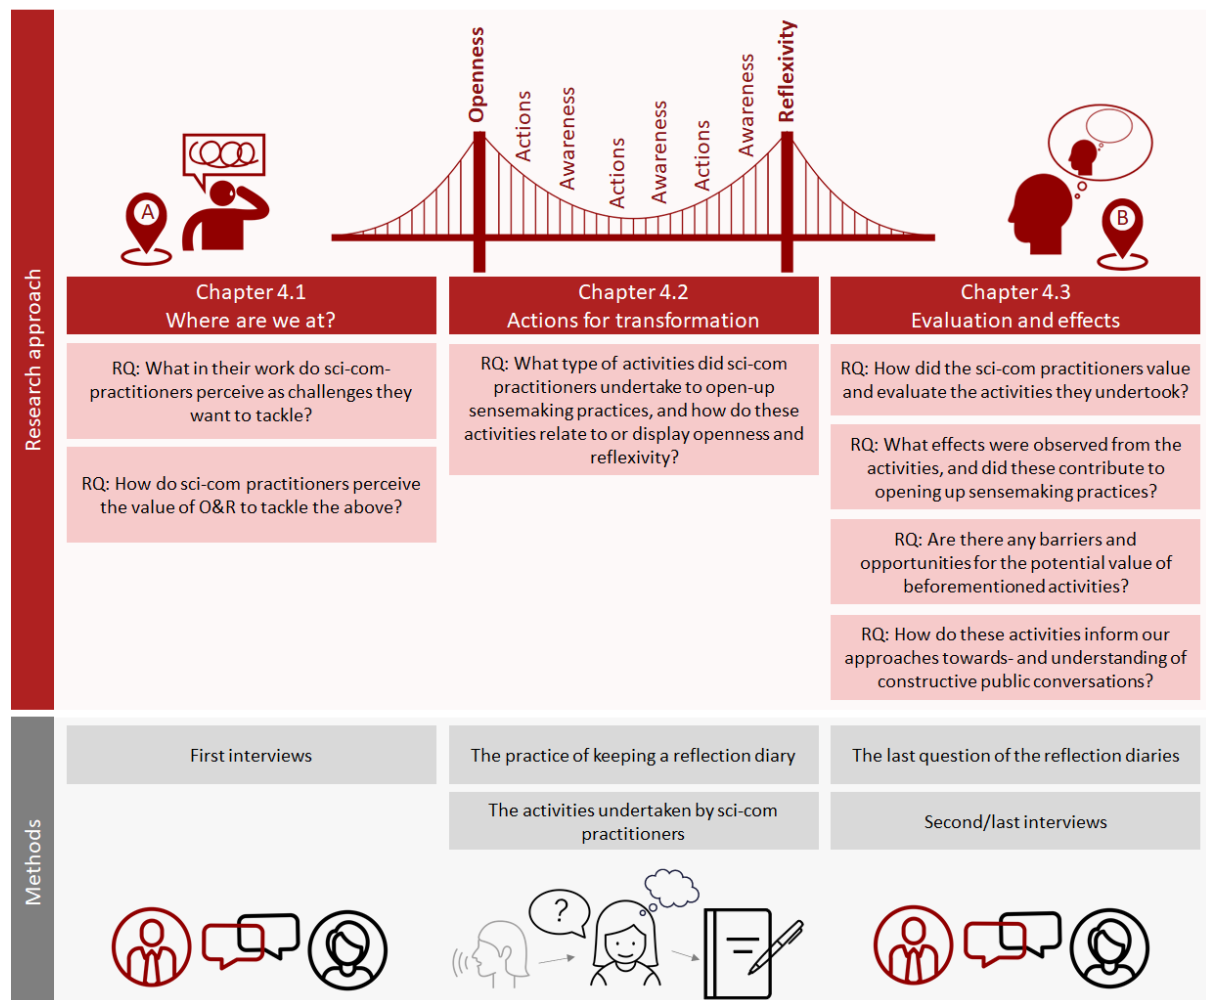 Research approach
Openness
Actions
Awareness
Actions
Awareness
Actions
Awareness
Reflexivity
A
B
Chapter 4.1
Where are we at?
RQ: What in their work do sci-com-
practitioners perceive as challenges they
want to tackle?
RQ: How do sci-com practitioners perceive
the value of O&R to tackle the above?
Chapter 4.2
Actions for transformation
RQ: What type of activities did sci-com
practitioners undertake to open-up
sensemaking practices, and how do these
activities relate to or display openness and
reflexivity?
Chapter 4.3
Evaluation and effects
RQ: How did the sci-com practitioners value
and evaluate the activities they undertook?
RQ: What effects were observed from the
activities, and did these contribute to
opening up sensemaking practices?
RQ: Are there any barriers and
opportunities for the potential value of
beforementioned activities?
RQ: How do these activities inform our
approaches towards- and understanding of
constructive public conversations?
Methods
First interviews
The practice of keeping a reflection diary
The activities undertaken by sci-com
practitioners
The last question of the reflection diaries
Second/last interviews
?